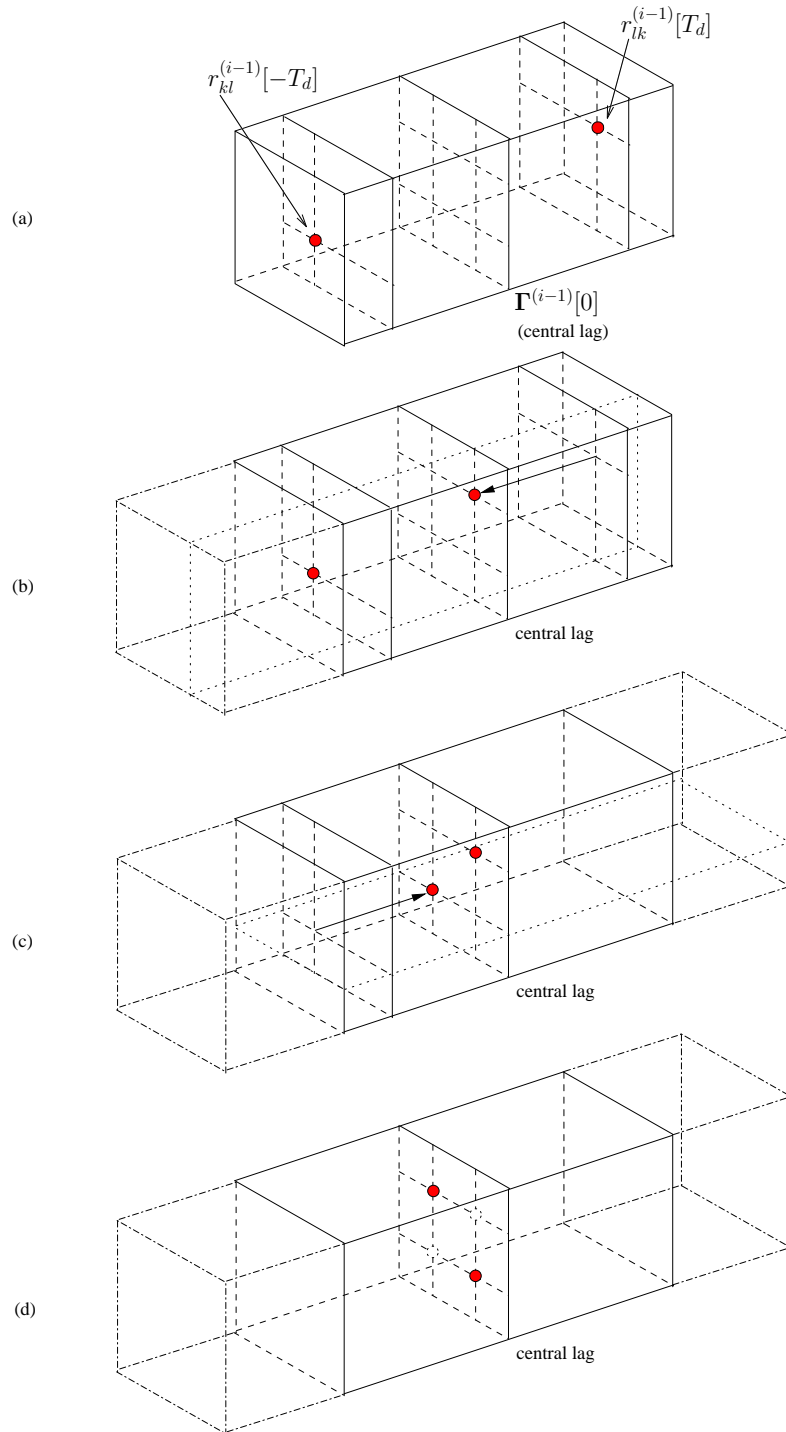 r_{lk}^{(i−1)}[T_d]
r_{kl}^{(i−1)}[−T_d]
(a)
Γ^{(i−1)}[0]
(central lag)
(b)
central lag
(c)
central lag
(d)
central lag